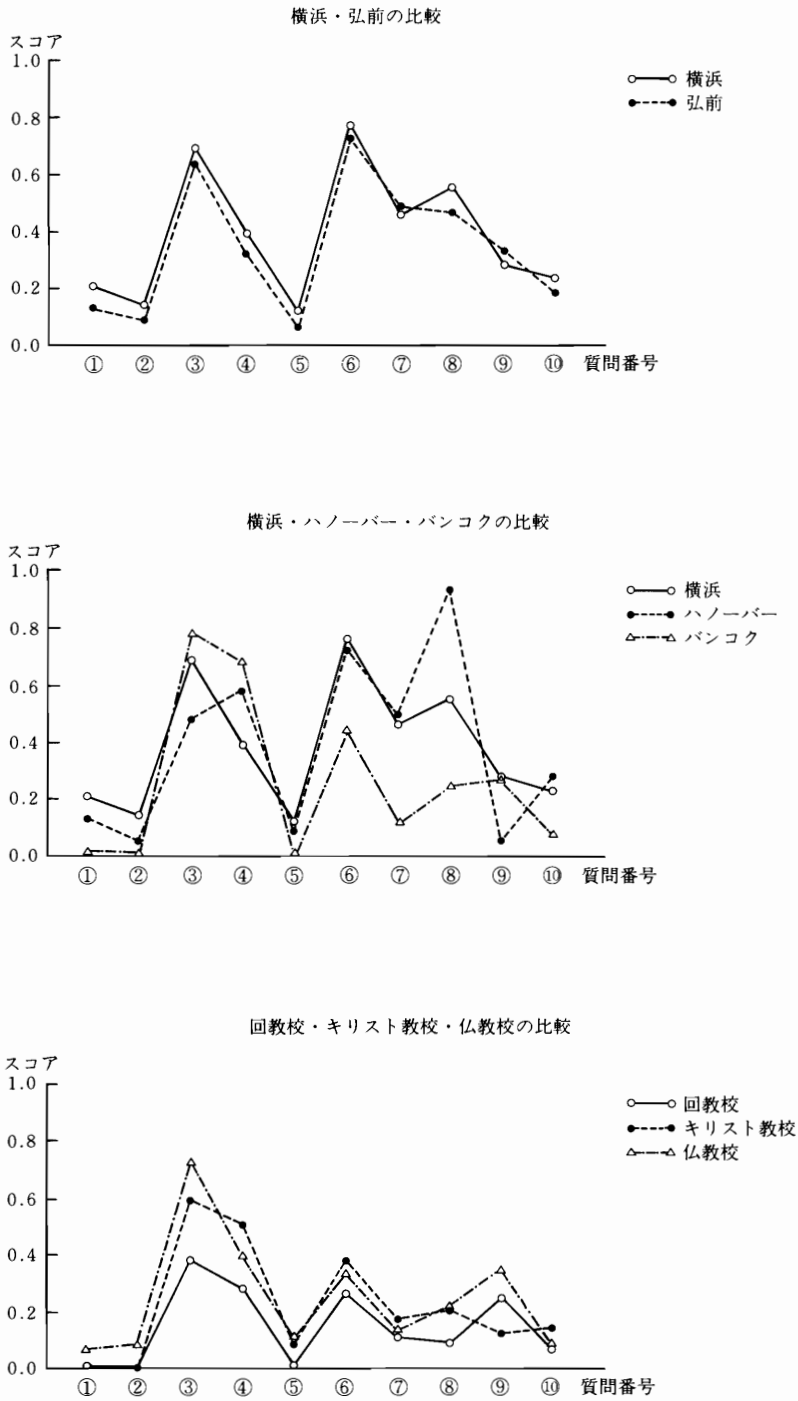 横浜・弘前の比較
スコア
1.0
0.8
0.6
0.4
0.2
0.0
① ② ③ ④ ⑤ ⑥ ⑦ ⑧ ⑨ ⑩ 質問番号
横浜
弘前
横浜・ハノーバー・バンコクの比較
スコア
1.0
0.8
0.6
0.4
0.2
0.0
① ② ③ ④ ⑤ ⑥ ⑦ ⑧ ⑨ ⑩ 質問番号
横浜
ハノーバー
バンコク
回教校・キリスト教校・仏教校の比較
スコア
1.0
0.8
0.6
0.4
0.2
0.0
① ② ③ ④ ⑤ ⑥ ⑦ ⑧ ⑨ ⑩ 質問番号
回教校
キリスト教校
仏教校